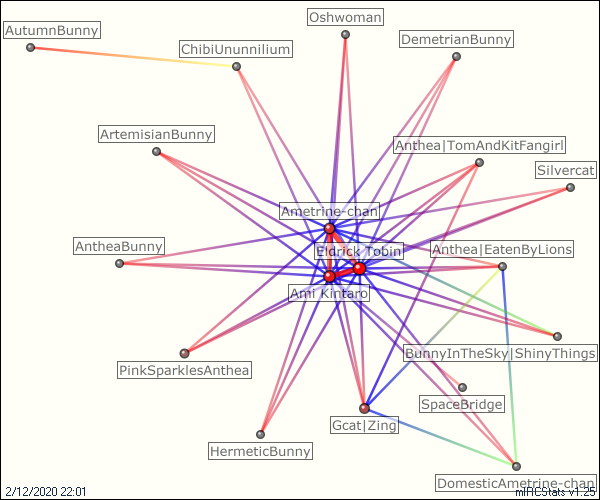 Oshwoman
AutumnBunny
DemetrianBunny
ChibiUnunnilium
ArtemisianBunny
Anthea|TomAndKitFangirl
Silvercat
Ametrine-chan
AntheaBunny
Eldrick Tobin
Anthea|EatenByLions
Ami Kintaro
BunnyInTheSky|ShinyThings
PinkSparklesAnthea
SpaceBridge
Gcat|Zing
HermeticBunny
DomesticAmetrine-chan
2/12/2020 22:01
mIRCStats v1.25